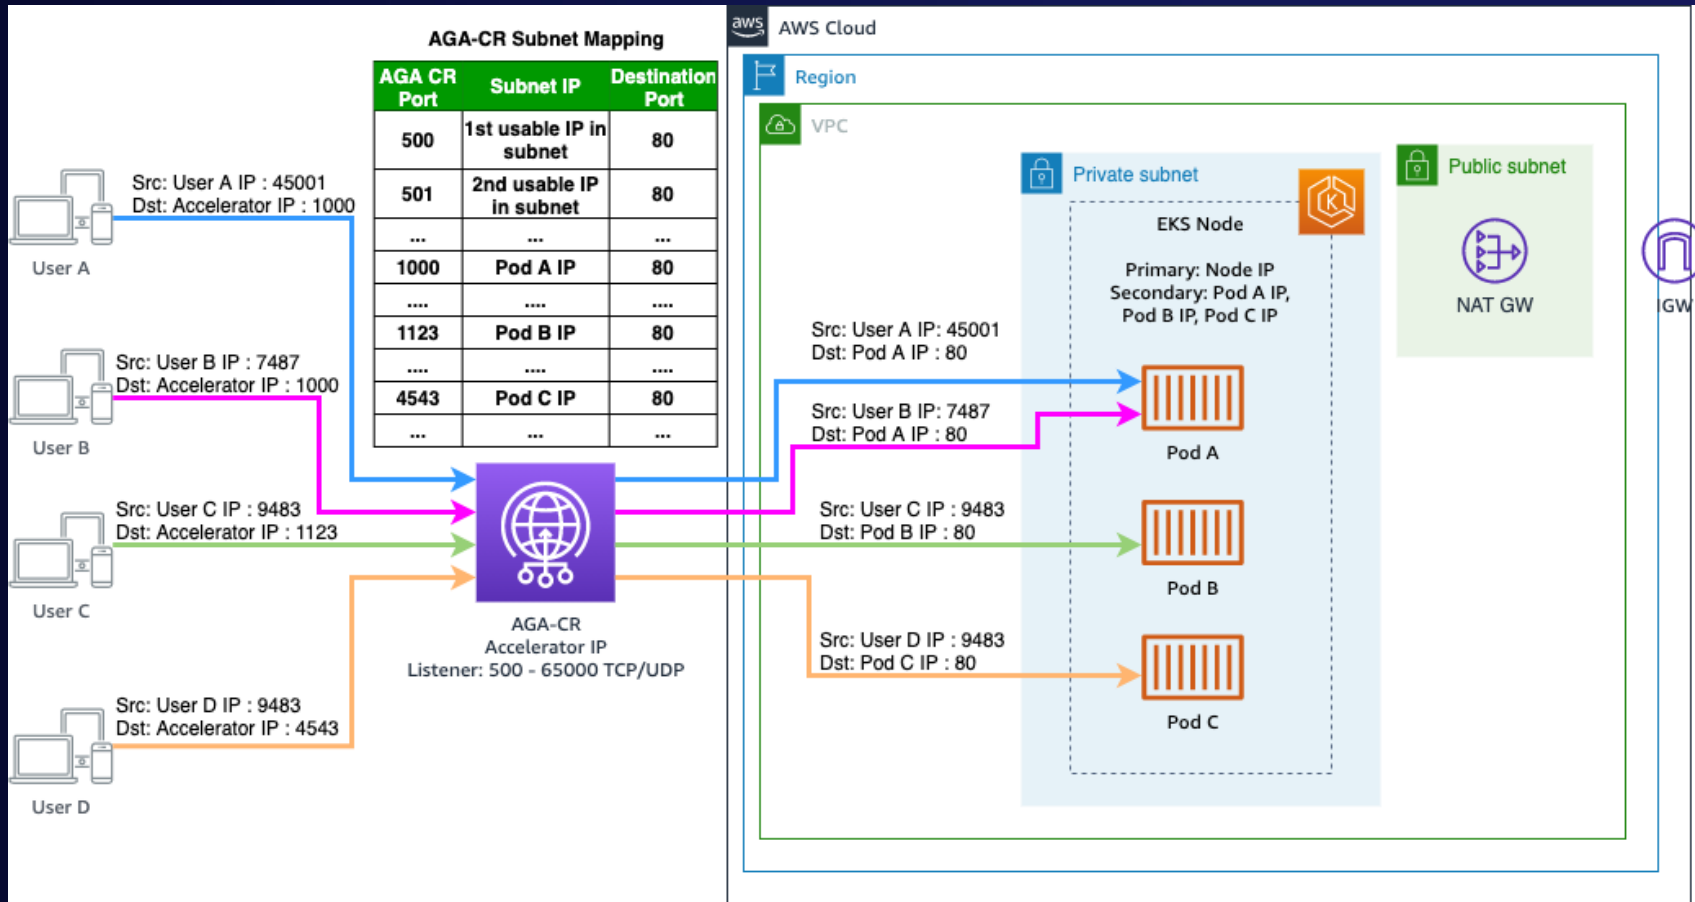 AGA-CR Subnet Mapping
AGA CR Port
Subnet IP
Destination Port
500
1st usable IP in subnet
80
501
2nd usable IP in subnet
80
...
...
...
1000
Pod A IP
80
....
....
....
1123
Pod B IP
80
....
....
....
4543
Pod C IP
80
...
...
...
Src: User A IP : 45001
Dst: Accelerator IP : 1000
User A
Src: User B IP : 7487
Dst: Accelerator IP : 1000
User B
Src: User C IP : 9483
Dst: Accelerator IP : 1123
User C
Src: User D IP : 9483
Dst: Accelerator IP : 4543
User D
AGA-CR
Accelerator IP
Listener: 500 - 65000 TCP/UDP
aws
AWS Cloud
Region
VPC
Private subnet
K
EKS Node
Primary: Node IP
Secondary: Pod A IP,
Pod B IP, Pod C IP
Src: User A IP: 45001
Dst: Pod A IP : 80
Src: User B IP: 7487
Dst: Pod A IP : 80
Pod A
Src: User C IP : 9483
Dst: Pod B IP : 80
Pod B
Src: User D IP : 9483
Dst: Pod C IP : 80
Pod C
Public subnet
NAT GW
IGW